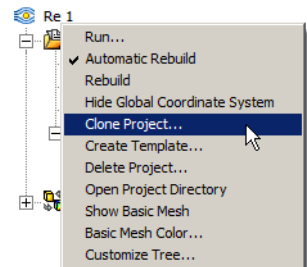 Re 1
Run...
Automatic Rebuild
Rebuild
Hide Global Coordinate System
Clone Project...
Create Template...
Delete Project...
Open Project Directory
Show Basic Mesh
Basic Mesh Color...
Customize Tree...